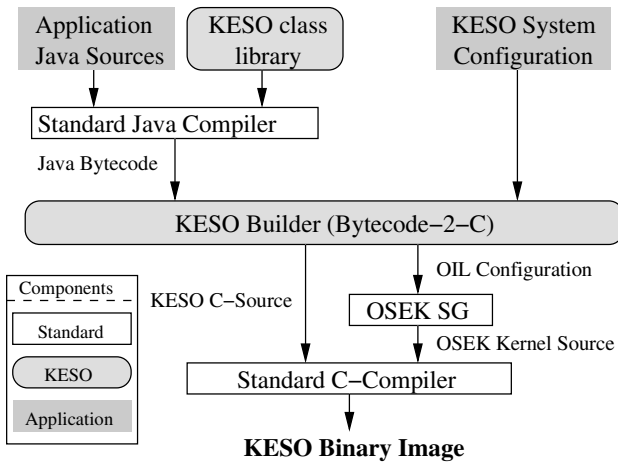 Application
Java Sources
KESO class
library
KESO System
Configuration
Standard Java Compiler
Java Bytecode
KESO Builder (Bytecode−2−C)
OIL Configuration
KESO C−Source
OSEK SG
OSEK Kernel Source
Standard C−Compiler
KESO Binary Image
Components
Standard
KESO
Application